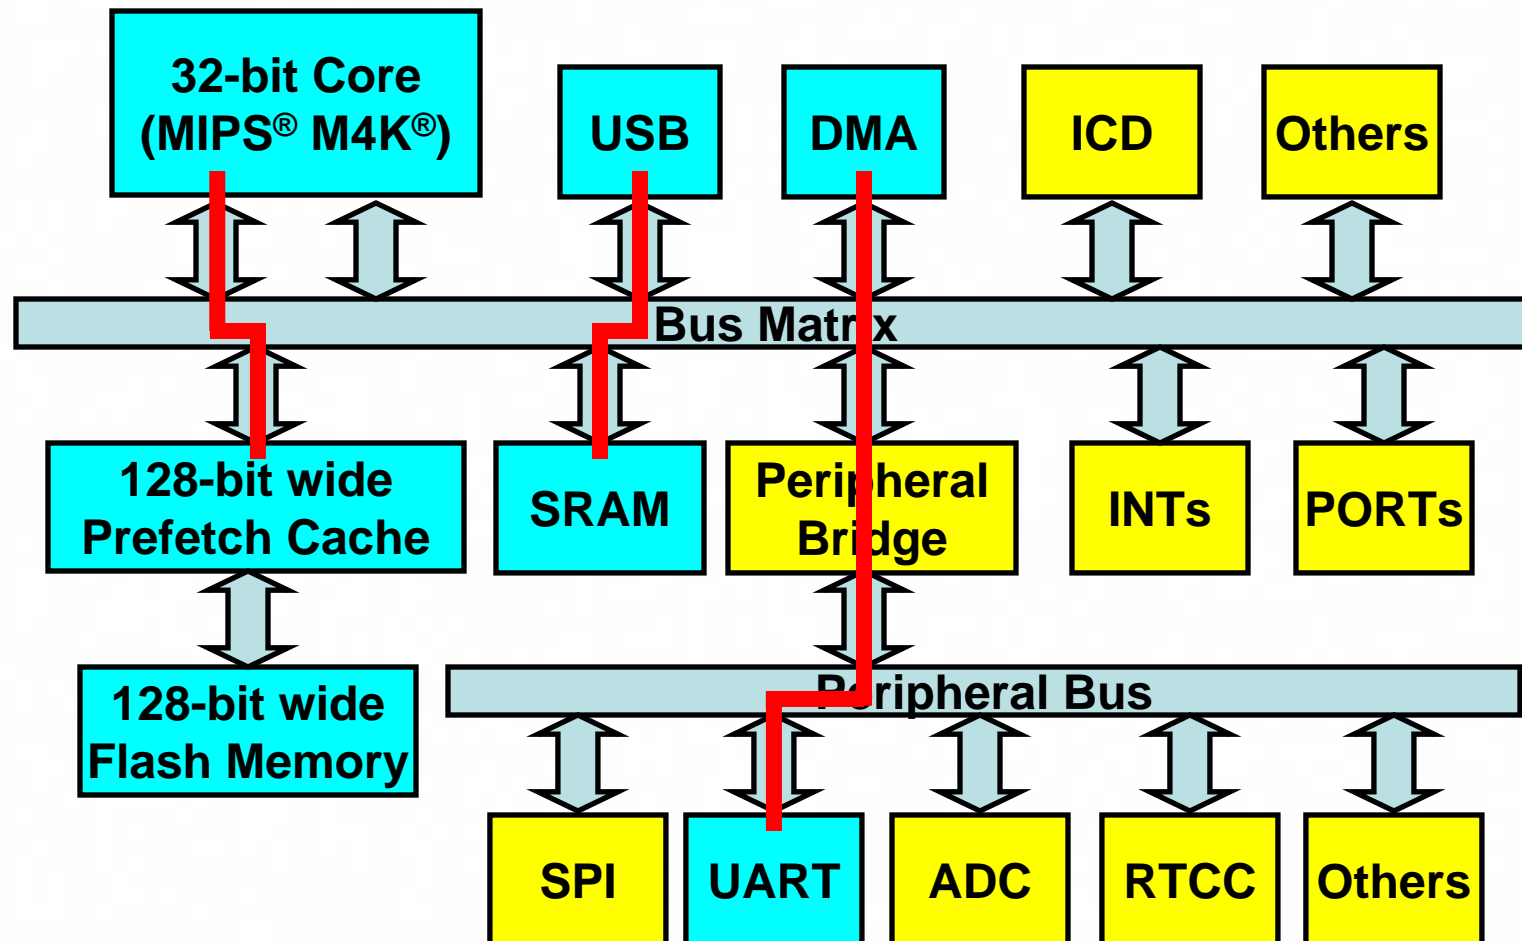 32-bit Core
(MIPS® M4K®)
USB
DMA
ICD
Others
Bus Matrix
128-bit wide
Prefetch Cache
SRAM
Peripheral
Bridge
INTs
PORTs
128-bit wide
Flash Memory
Peripheral Bus
SPI
UART
ADC
RTCC
Others